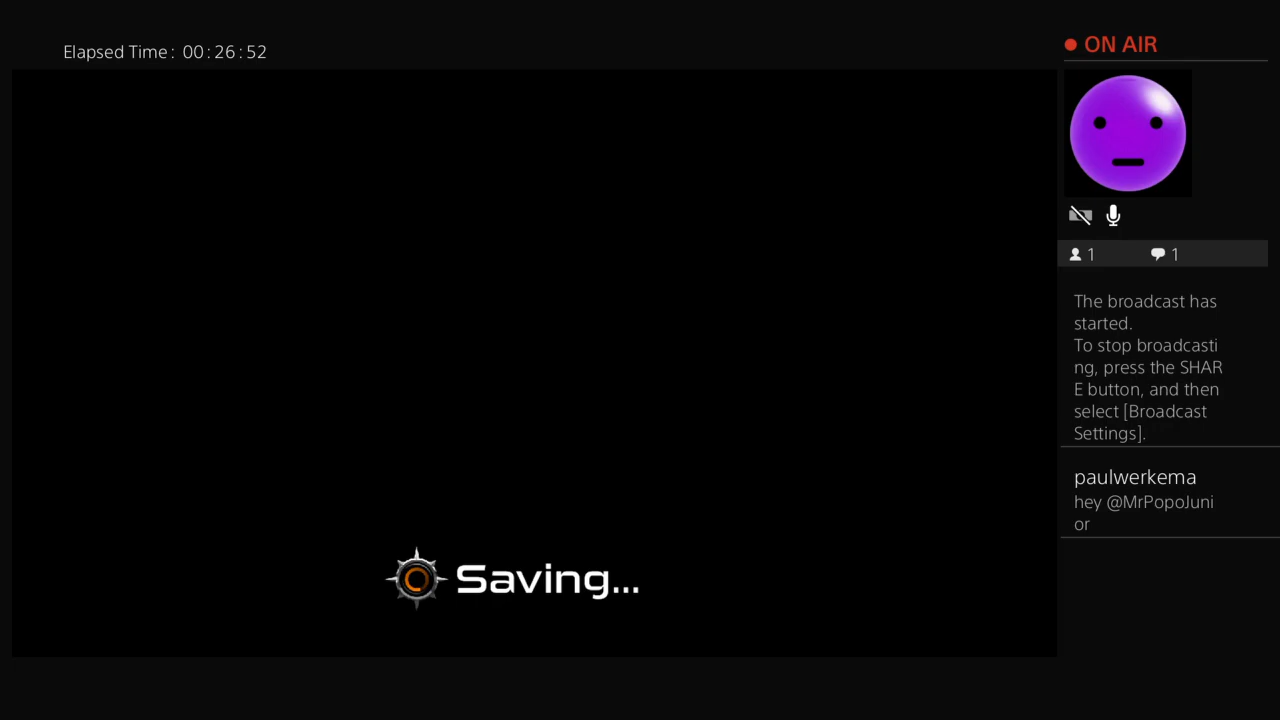 Elapsed Time: 00:26:52
ON AIR
1 1
The broadcast has
started.
To stop broadcasti
ng, press the SHAR
E button, and then
select [Broadcast
Settings].
paulwerkema
hey @MrPopoJuni
or
Saving...